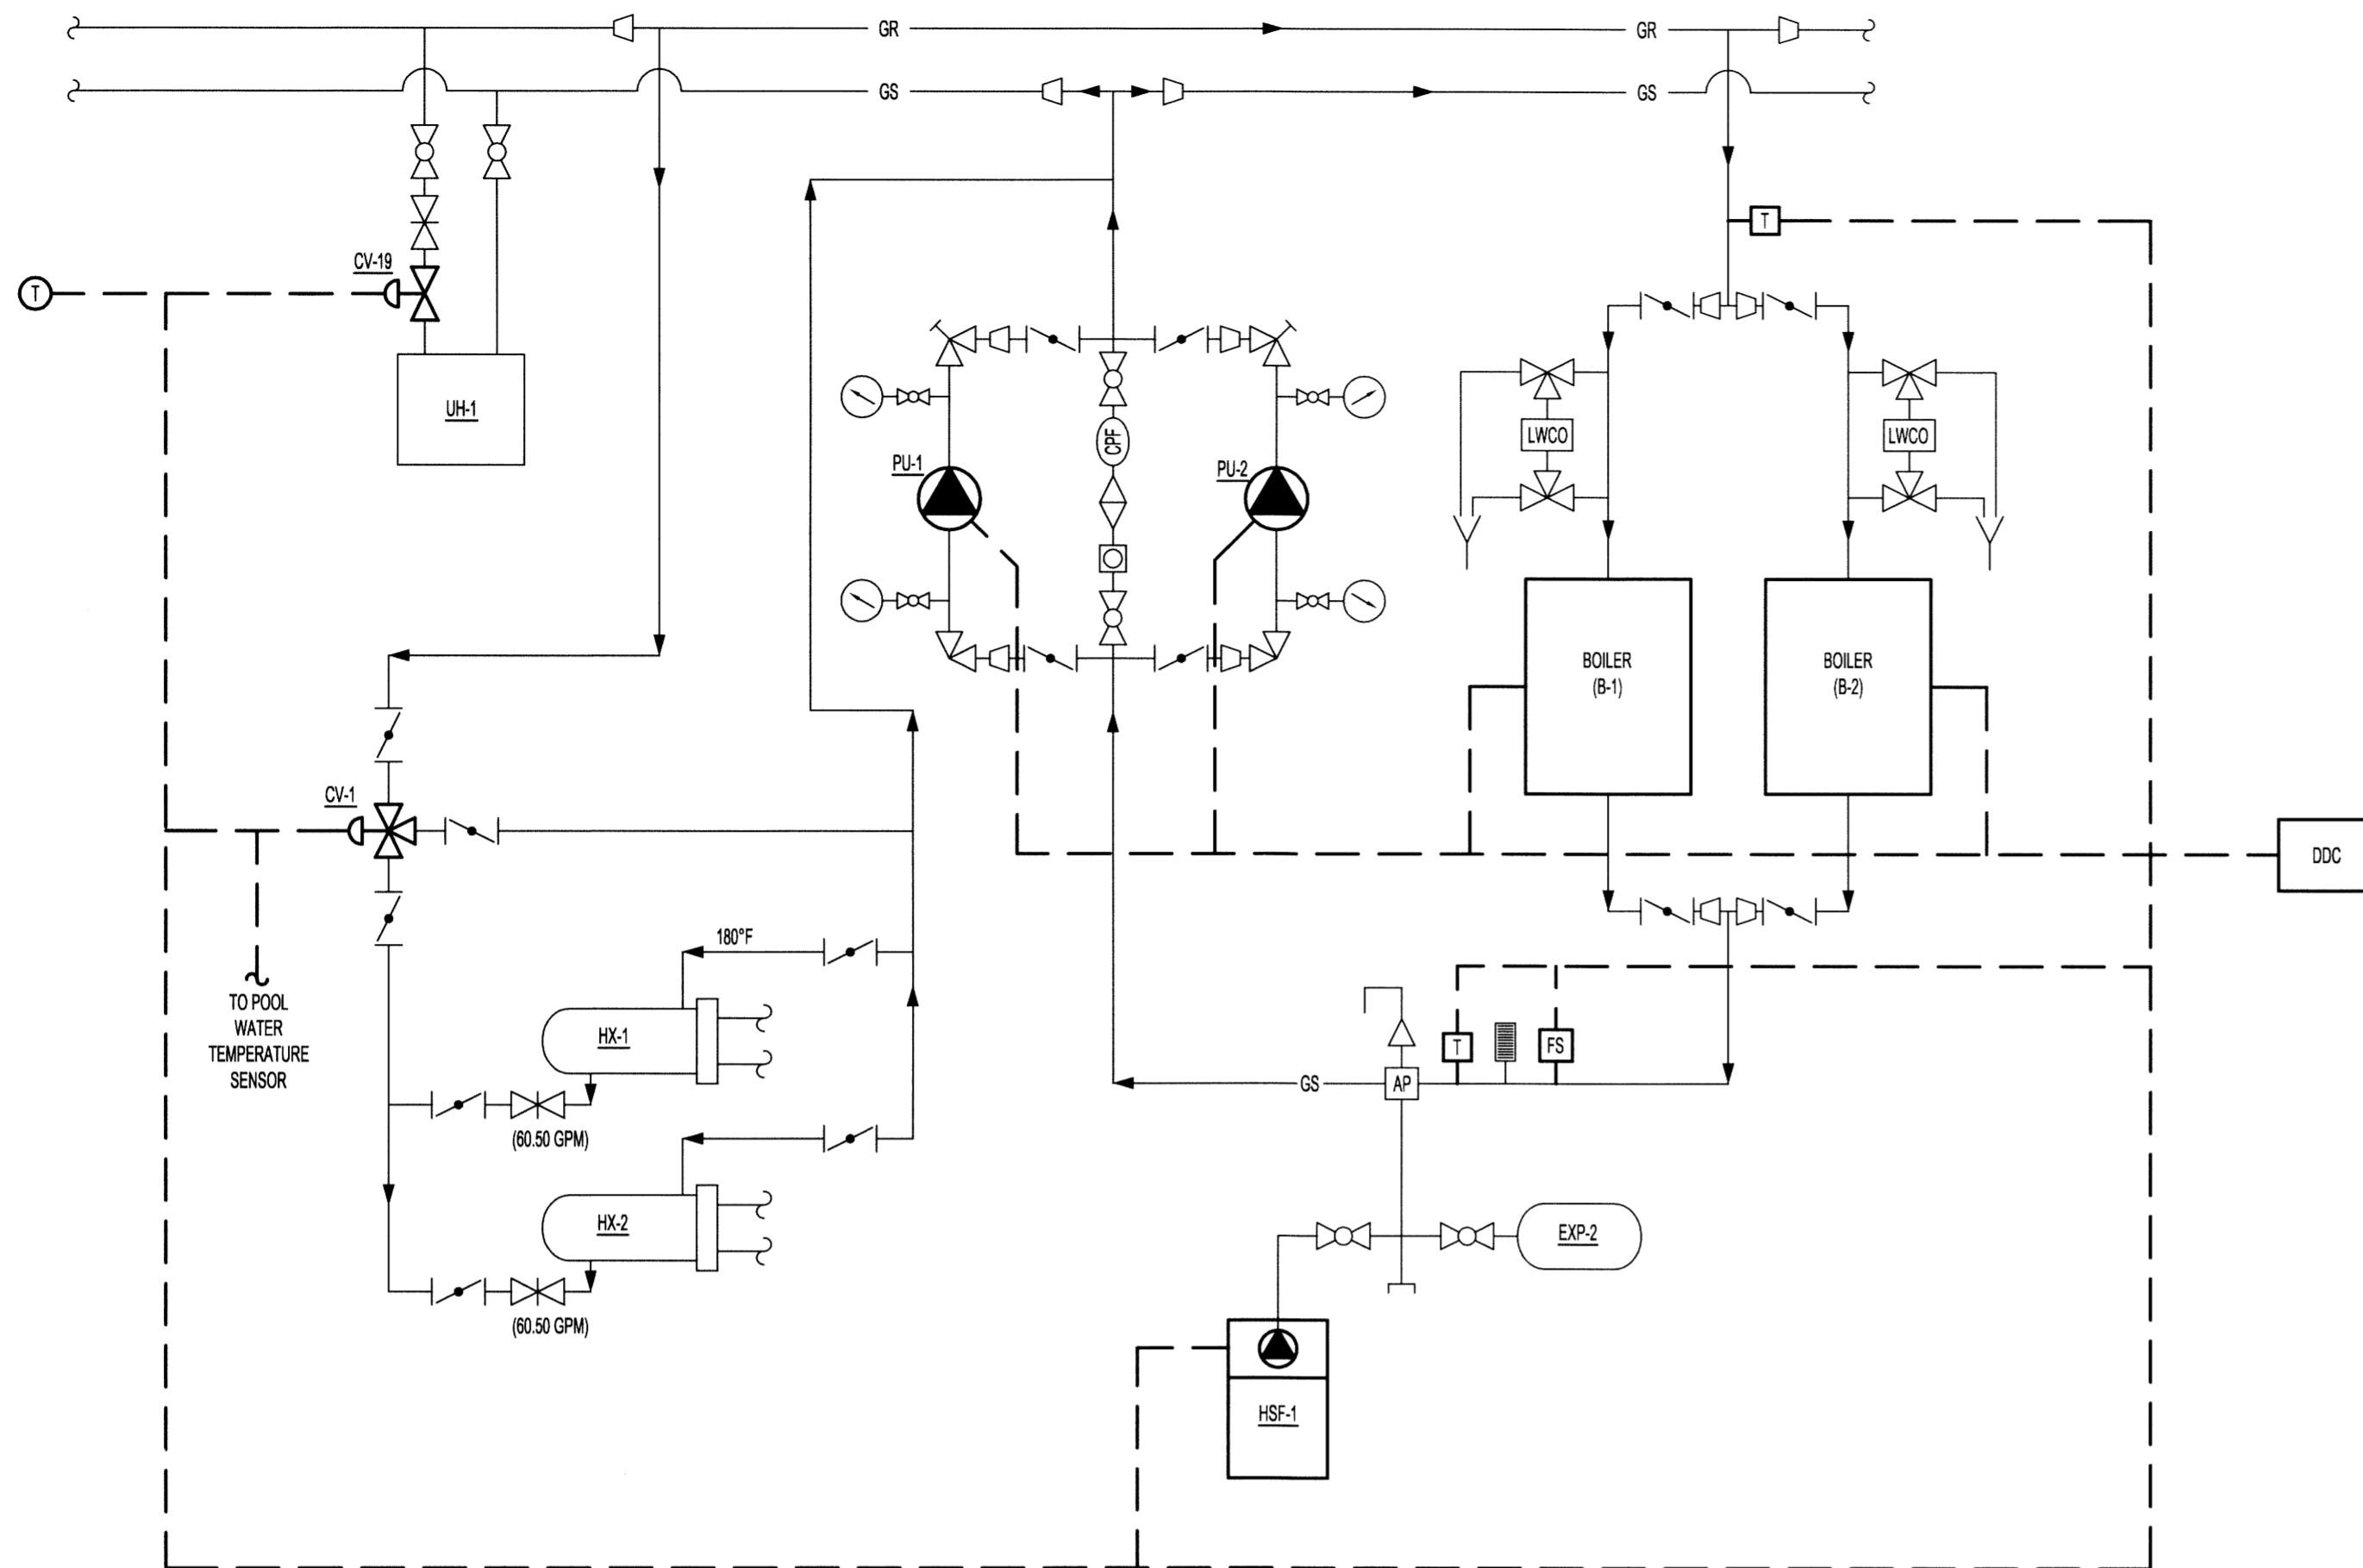 GR
GR
GS
GS
CV-19
T
T
UH-1
CPF
LWCO
LWCO
PU-1
PU-2
BOILER
(B-1)
BOILER
(B-2)
CV-1
DDC
180°F
TO POOL
WATER
TEMPERATURE
SENSOR
HX-1
T
FS
GS
AP
(60.50 GPM)
HX-2
EXP-2
(60.50 GPM)
HSF-1